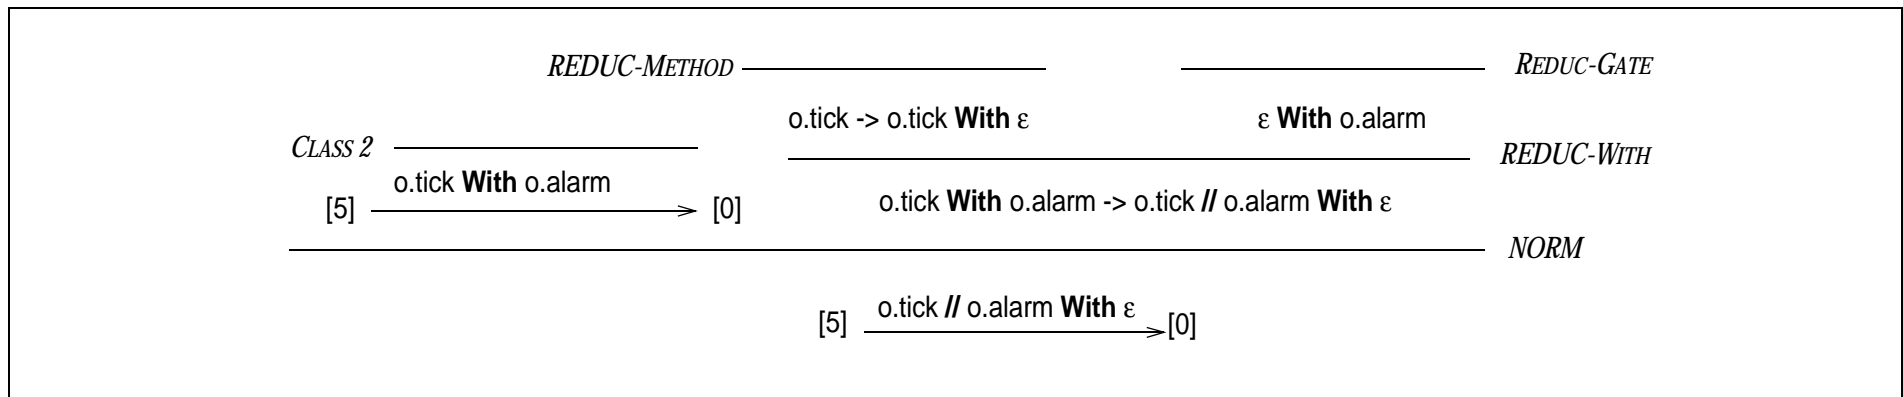 REDUC-METHOD REDUC-GATE
o.tick -> o.tick With ε ε With o.alarm
CLASS 2 REDUC-WITH
o.tick With o.alarm
[5] [0] o.tick With o.alarm -> o.tick // o.alarm With ε
NORM
o.tick // o.alarm With ε
[5] [0]